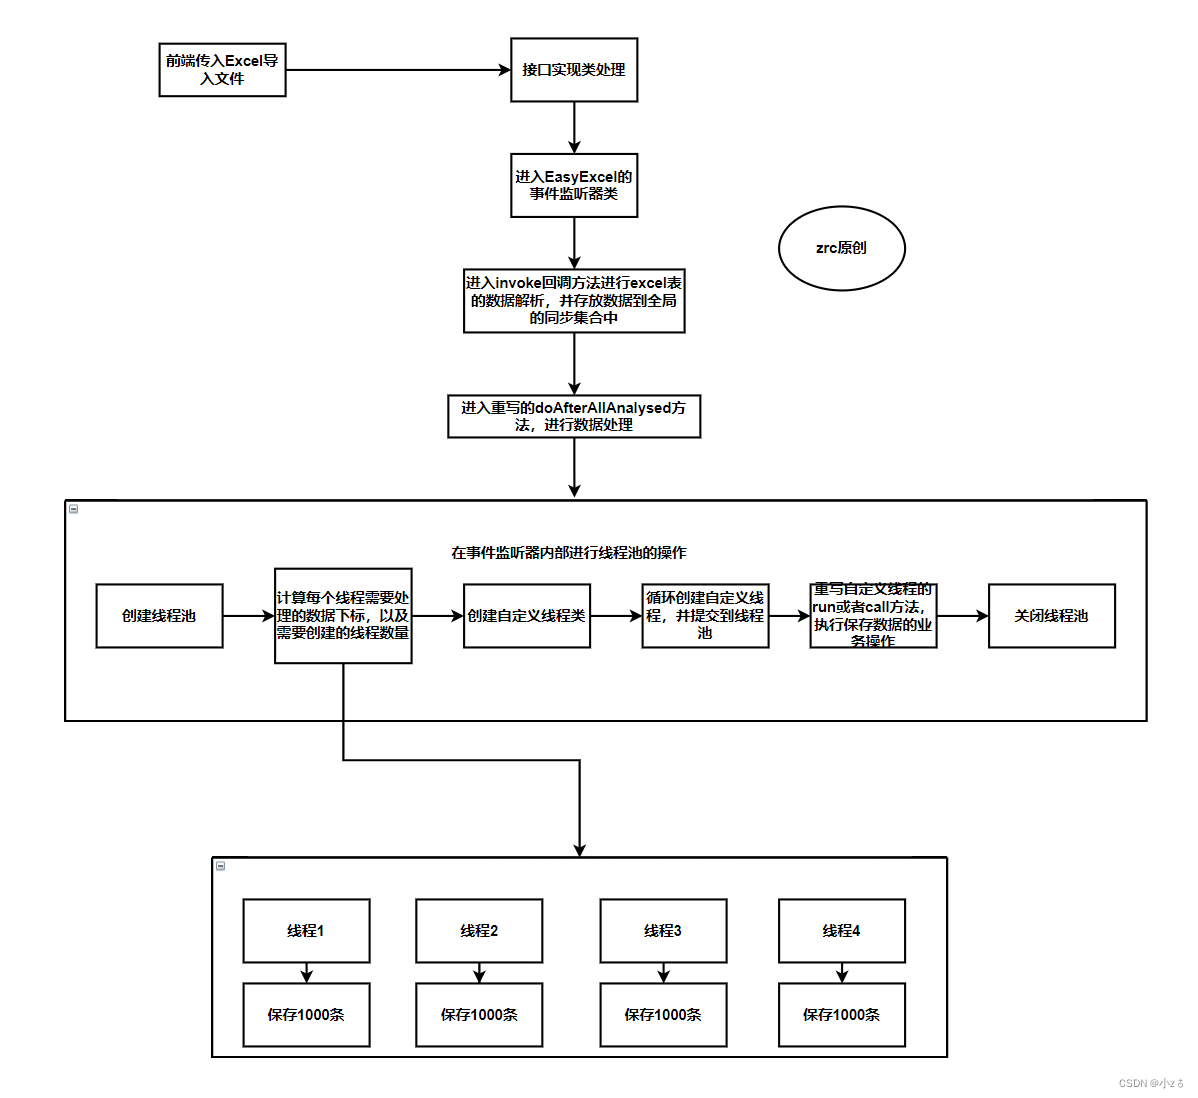 前端传入Excel导
入文件
接口实现类处理
进入EasyExcel的
事件监听器类
zrc原创
进入invoke回调方法进行excel表
的数据解析，并存放数据到全局
的同步集合中
进入重写的doAfterAllAnalysed方
法，进行数据处理
在事件监听器内部进行线程池的操作
创建线程池
计算每个线程需要处
理的数据下标，以及
需要创建的线程数量
创建自定义线程类
循环创建自定义线
程，并提交到线程
池
重写自定义线程的
run或者call方法，
执行保存数据的业
务操作
关闭线程池
线程1
线程2
线程3
线程4
保存1000条
保存1000条
保存1000条
保存1000条
CSDN @小z♁